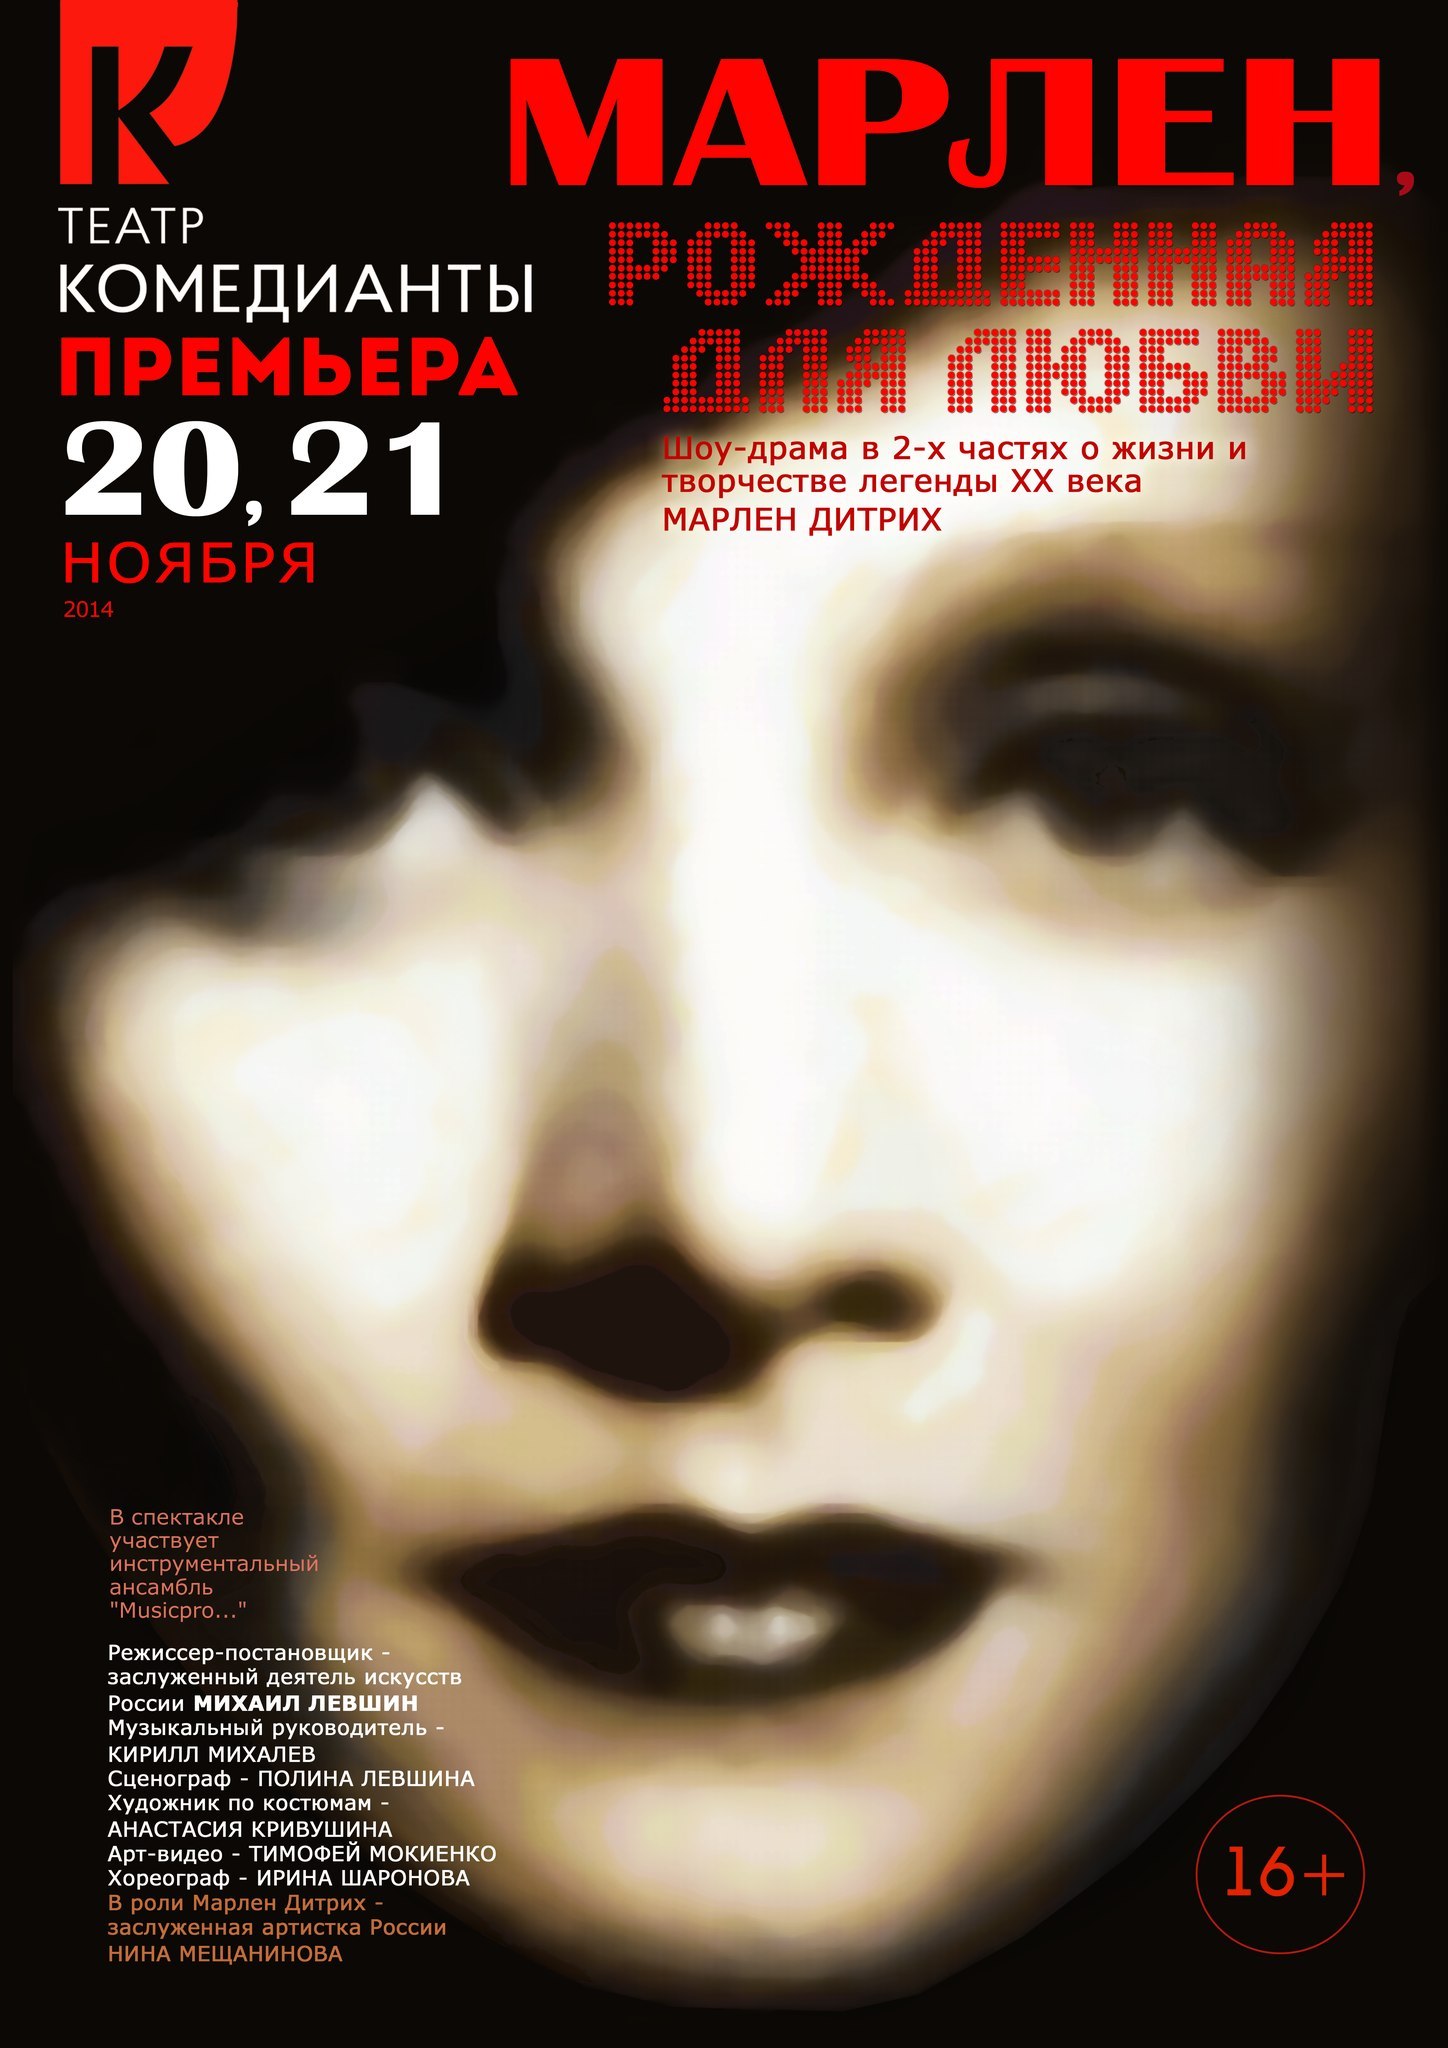 К
ТЕАТР
КОМЕДИАНТЫ
ПРЕМЬЕРА
20, 21
НОЯБРЯ
2014
МАРЛЕН,
РОЖДЕННАЯ
ДЛЯ ЛЮБВИ
Шоу-драма в 2-х частях о жизни и
творчестве легенды XX века
МАРЛЕН ДИТРИХ
В спектакле
участвует
инструментальный
ансамбль
"Musicpro..."
Режиссер-постановщик -
заслуженный деятель искусств
России МИХАИЛ ЛЕВШИН
Музыкальный руководитель -
КИРИЛЛ МИХАЛЕВ
Сценограф - ПОЛИНА ЛЕВШИНА
Художник по костюмам -
АНАСТАСИЯ КРИВУШИНА
Арт-видео - ТИМОФЕЙ МОКИЕНКО
Хореограф - ИРИНА ШАРОНОВА
В роли Марлен Дитрих -
заслуженная артистка России
НИНА МЕЩАНИНОВА
16+